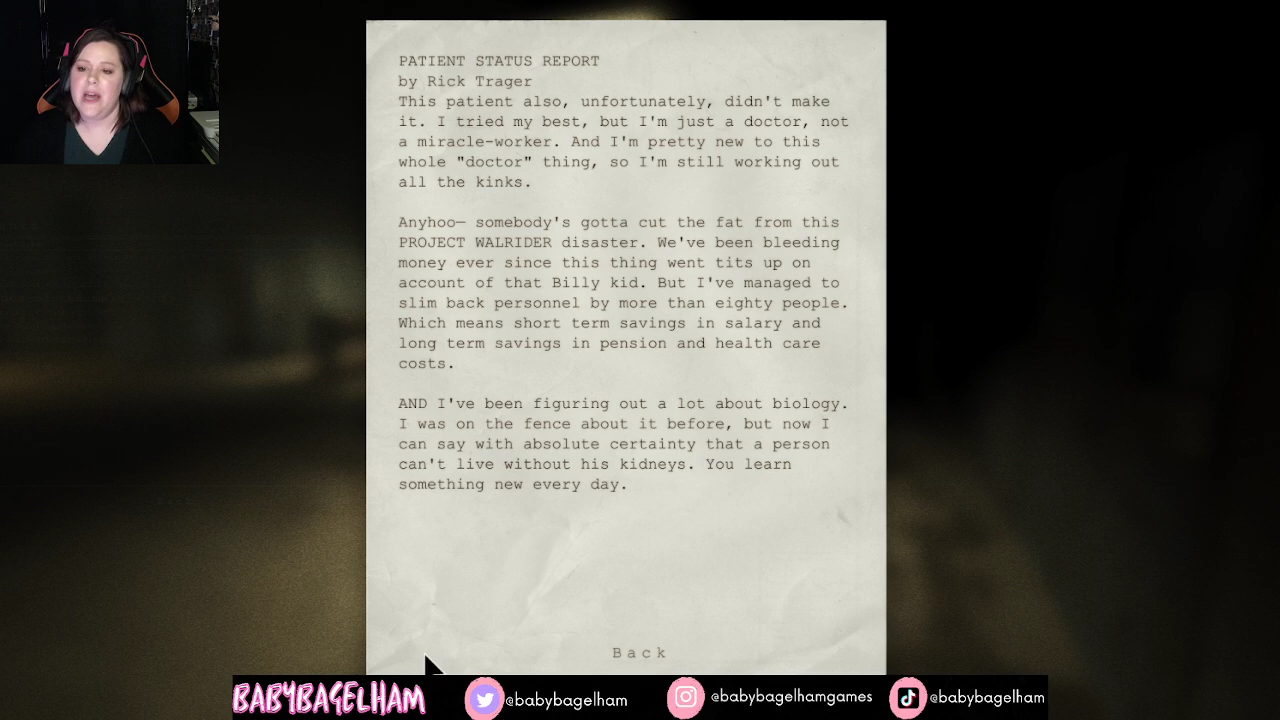 PATIENT STATUS REPORT
by Rick Trager
This patient also, unfortunately, didn't make
it. I tried my best, but I'm just a doctor, not
a miracle-worker. And I'm pretty new to this
whole "doctor" thing, so I'm still working out
all the kinks.
Anyhoo— somebody's gotta cut the fat from this
PROJECT WALRIDER disaster. We've been bleeding
money ever since this thing went tits up on
account of that Billy kid. But I've managed to
slim back personnel by more than eighty people.
Which means short term savings in salary and
long term savings in pension and health care
costs.
AND I've been figuring out a lot about biology.
I was on the fence about it before, but now I
can say with absolute certainty that a person
can't live without his kidneys. You learn
something new every day.
Back
BABYBAGELHAM @babybagelham @babybagelhamgames @babybagelham